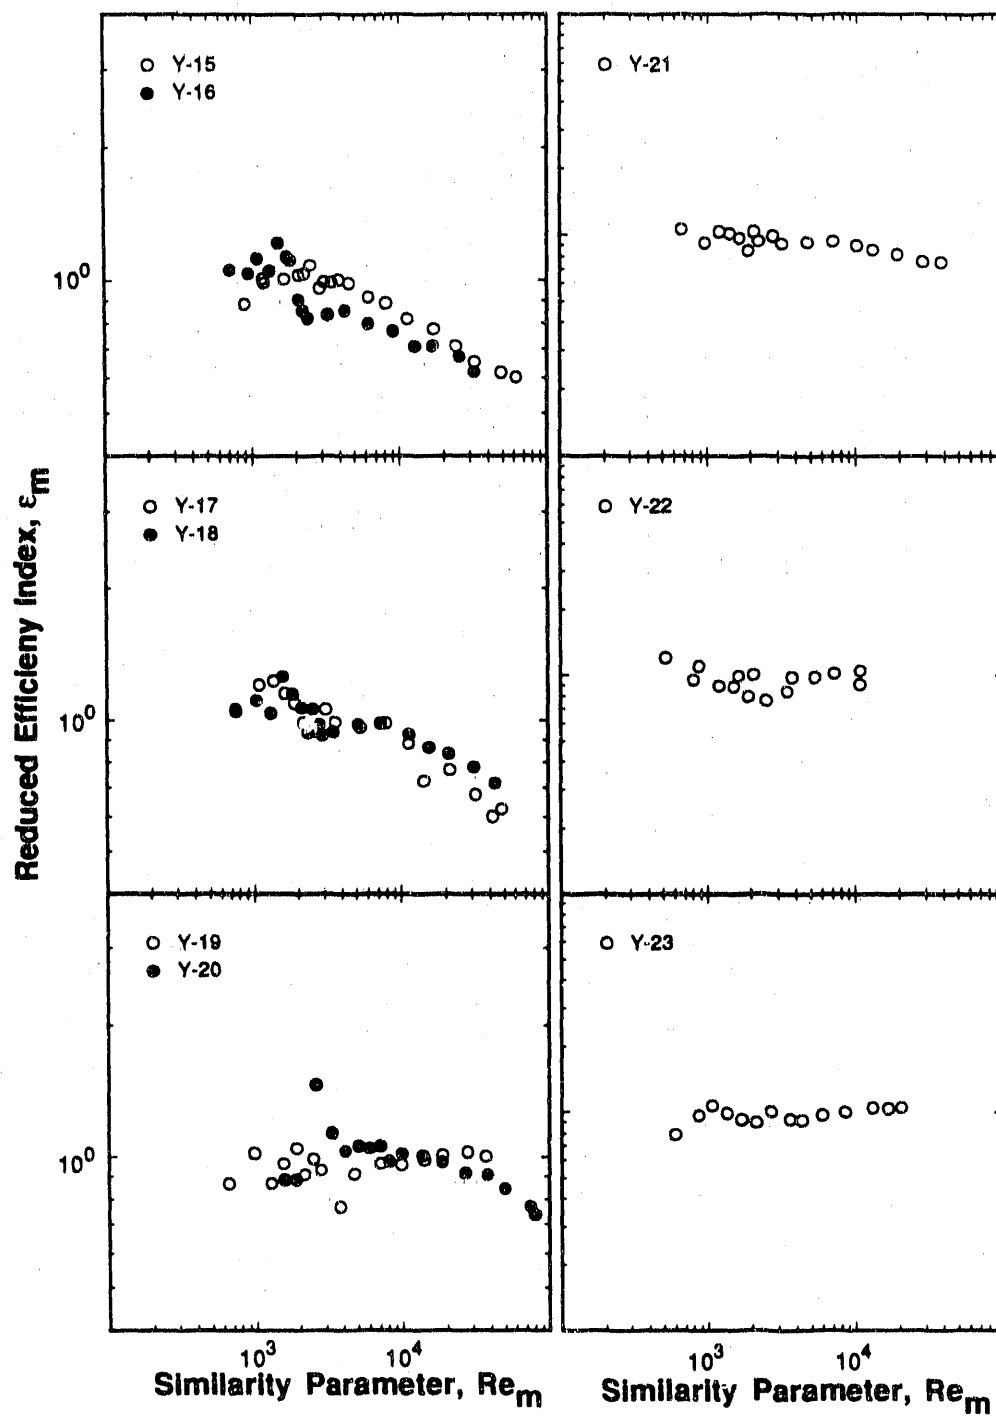 Y-15
Y-16
10⁰
Y-21
Y-17
Y-18
10⁰
Y-22
Y-19
Y-20
10⁰
Y-23
Reduced Efficieny Index, εm
10³ 10⁴
Similarity Parameter, Rem
10³ 10⁴
Similarity Parameter, Rem